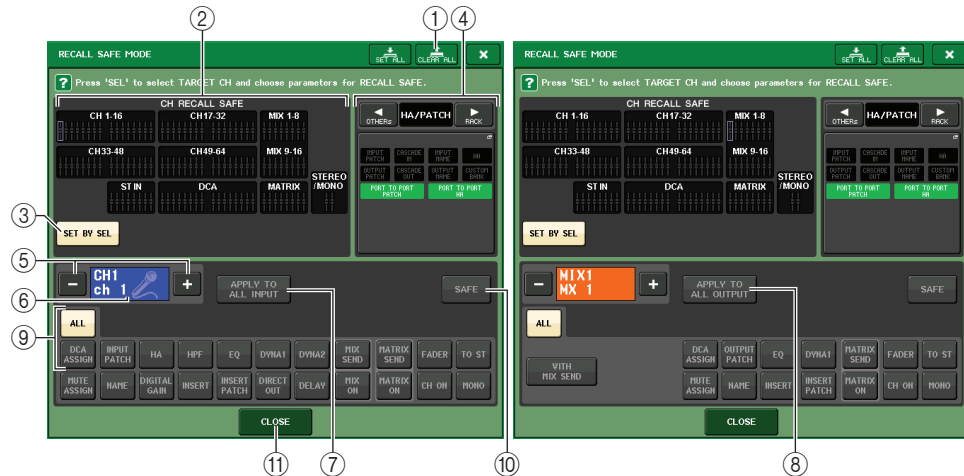 ② ① ④
RECALL SAFE MODE
SET ALL
CLEAR ALL
?
Press 'SEL' to select TARGET CH and choose parameters for RECALL SAFE.
CH RECALL SAFE
CH 1-16
CH17-32
MIX 1-8
CH33-48
CH49-64
MIX 9-16
STEREO
/MONO
ST IN
DCA
MATRIX
OTHERs
HA/PATCH
RACK
INPUT PATCH
CASCADE IN
INPUT NAME
HA
OUTPUT PATCH
CASCADE OUT
OUTPUT NAME
CUSTOM BANK
PORT TO PORT PATCH
PORT TO PORT HA
③
SET BY SEL
⑤
CH1
ch 1
⑥
APPLY TO
ALL INPUT
SAFE
⑨
ALL
DCA ASSIGN
INPUT PATCH
HA
HPF
EQ
DYNA1
DYNA2
MIX SEND
MATRIX SEND
FADER
TO ST
MUTE ASSIGN
NAME
DIGITAL GAIN
INSERT
INSERT PATCH
DIRECT OUT
DELAY
MIX ON
MATRIX ON
CH ON
MONO
CLOSE
⑪ ⑦ ⑩
RECALL SAFE MODE
SET ALL
CLEAR ALL
?
Press 'SEL' to select TARGET CH and choose parameters for RECALL SAFE.
CH RECALL SAFE
CH 1-16
CH17-32
MIX 1-8
CH33-48
CH49-64
MIX 9-16
STEREO
/MONO
ST IN
DCA
MATRIX
OTHERs
HA/PATCH
RACK
INPUT PATCH
CASCADE IN
INPUT NAME
HA
OUTPUT PATCH
CASCADE OUT
OUTPUT NAME
CUSTOM BANK
PORT TO PORT PATCH
PORT TO PORT HA
SET BY SEL
MIX1
MX 1
APPLY TO
ALL OUTPUT
SAFE
ALL
WITH
MIX SEND
DCA ASSIGN
OUTPUT PATCH
EQ
DYNA1
MATRIX SEND
FADER
TO ST
MUTE ASSIGN
NAME
INSERT
INSERT PATCH
MATRIX ON
CH ON
MONO
CLOSE
⑧